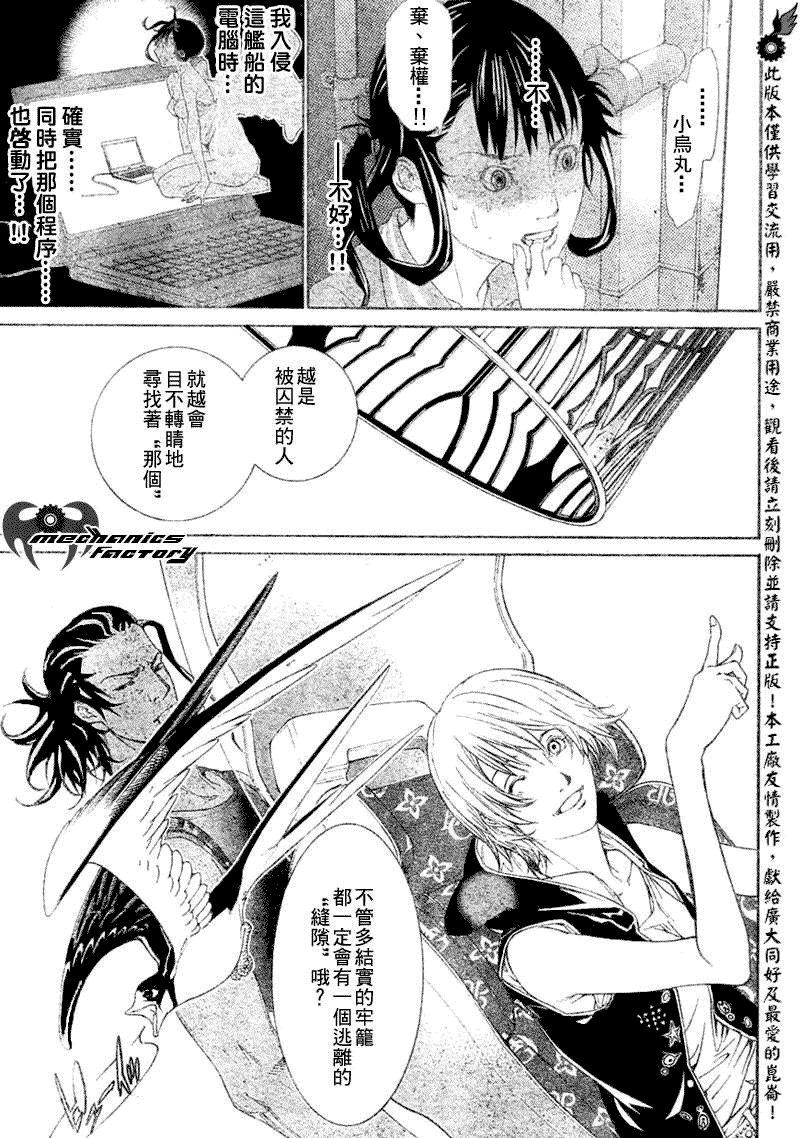 ……
小烏丸…
……不…
棄、棄權
…!!
——不好…!!
我入侵
這艦船的
電腦時…
確實……
同時把那個程序……
也啓動了…!!
越是
被囚禁的人
就越會
目不轉睛地
尋找著“那個”
mechanics
Factory
不管多結實的牢籠
都一定會有一個逃離的
“縫隙”哦?
此版本僅供學習交流用,嚴禁商業用途,觀看後請立刻刪除並請支持正版!本工廠友情製作,獻給廣大同好及最愛的崑崙!